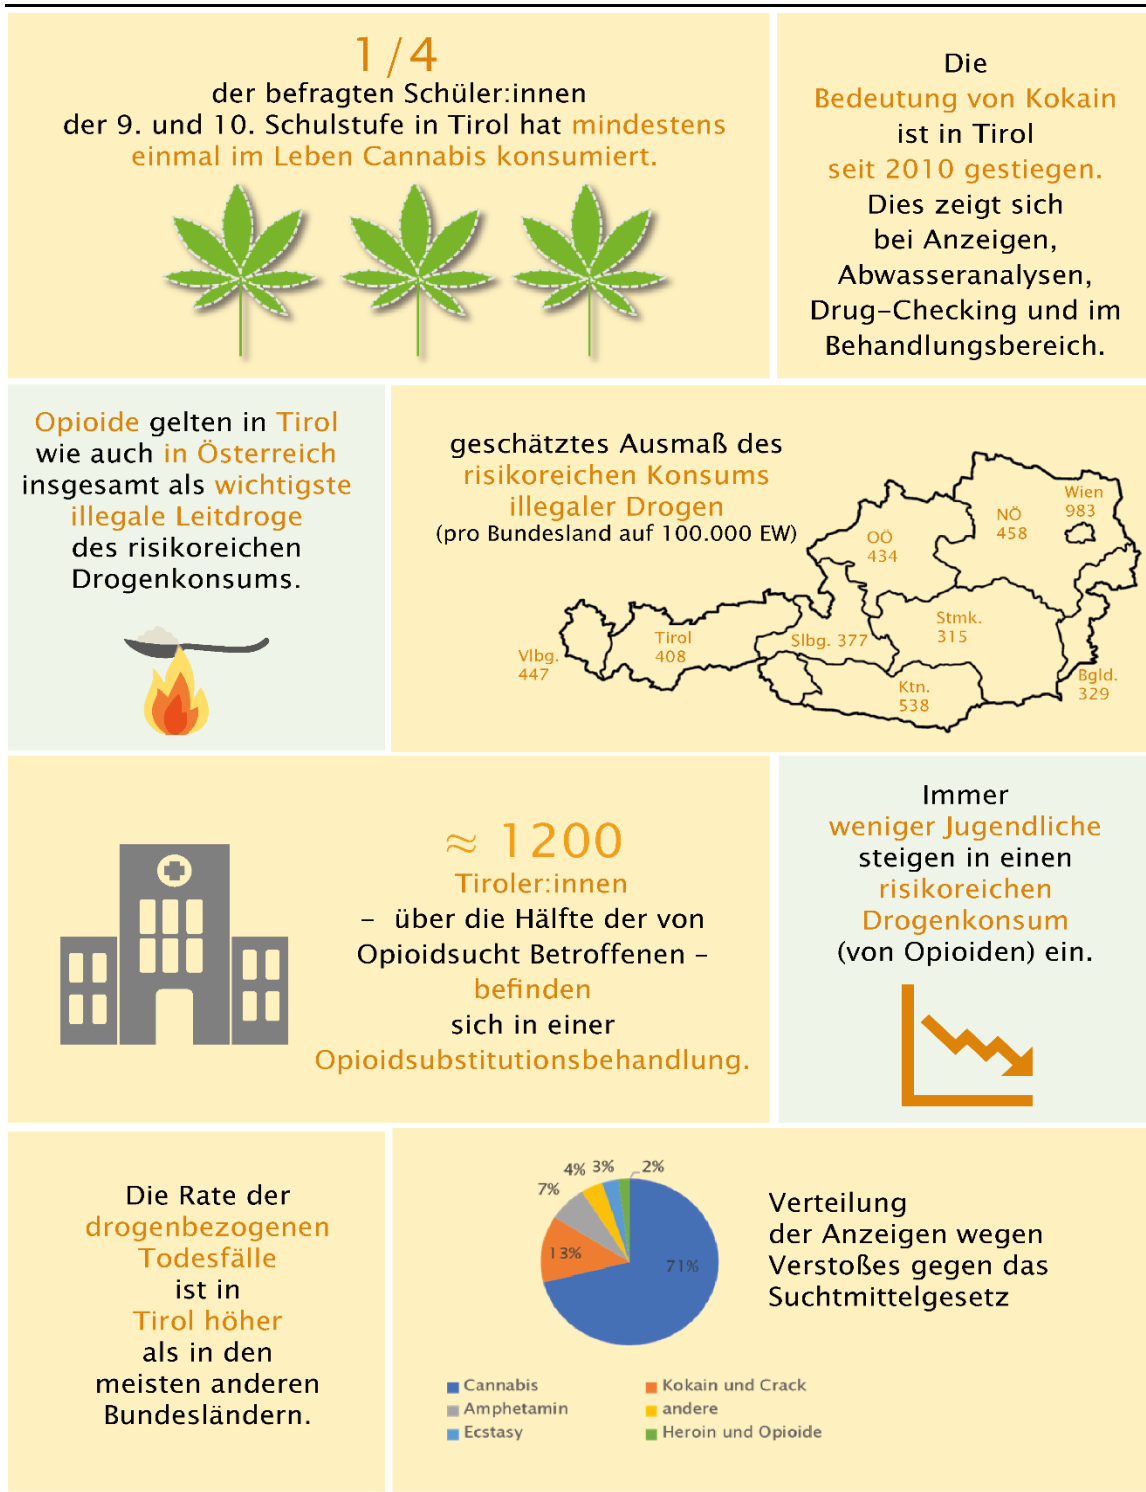 1/4
der befragten Schüler:innen
der 9. und 10. Schulstufe in Tirol hat mindestens
einmal im Leben Cannabis konsumiert.
Die
Bedeutung von Kokain
ist in Tirol
seit 2010 gestiegen.
Dies zeigt sich
bei Anzeigen,
Abwasseranalysen,
Drug-Checking und im
Behandlungsbereich.
Opioide gelten in Tirol
wie auch in Österreich
insgesamt als wichtigste
illegale Leitdroge
des risikoreichen
Drogenkonsums.
geschätztes Ausmaß des
risikoreichen Konsums
illegaler Drogen
(pro Bundesland auf 100.000 EW)
Wien
983
NÖ
458
OÖ
434
Stmk.
315
Slbg. 377
Tirol
408
Vlbg.
447
Ktn.
538
Bgld.
329
≈ 1200
Tiroler:innen
– über die Hälfte der von
Opioidsucht Betroffenen –
befinden
sich in einer
Opioidsubstitutionsbehandlung.
Immer
weniger Jugendliche
steigen in einen
risikoreichen
Drogenkonsum
(von Opioiden) ein.
Die Rate der
drogenbezogenen
Todesfälle
ist in
Tirol höher
als in den
meisten anderen
Bundesländern.
4% 3% 2%
7%
13%
71%
Cannabis
Kokain und Crack
Amphetamin
andere
Ecstasy
Heroin und Opioide
Verteilung
der Anzeigen wegen
Verstoßes gegen das
Suchtmittelgesetz